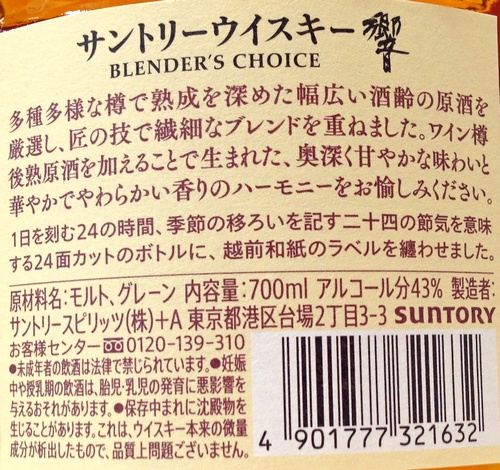 サントリーウイスキー 響
BLENDER'S CHOICE
多種多様な樽で熟成を深めた幅広い酒齢の原酒を
厳選し、匠の技で繊細なブレンドを重ねました。ワイン樽
後熟原酒を加えることで生まれた、奥深く甘やかな味わいと
華やかでやわらかい香りのハーモニーをお愉しみください。
1日を刻む24の時間、季節の移ろいを記す二十四の節気を意味
する24面カットのボトルに、越前和紙のラベルを纏わせました。
原材料名:モルト、グレーン 内容量:700ml アルコール分43% 製造者:
サントリースピリッツ(株)+A 東京都港区台場2丁目3-3 SUNTORY
お客様センター 0120-139-310
●未成年者の飲酒は法律で禁じられています。●妊娠
中や授乳期の飲酒は、胎児・乳児の発育に悪影響を
与えるおそれがあります。●保存中まれに沈殿物を
生じることがあります。これは、ウイスキー本来の微量
成分が析出したもので、品質上問題ございません。
4 901777 321632